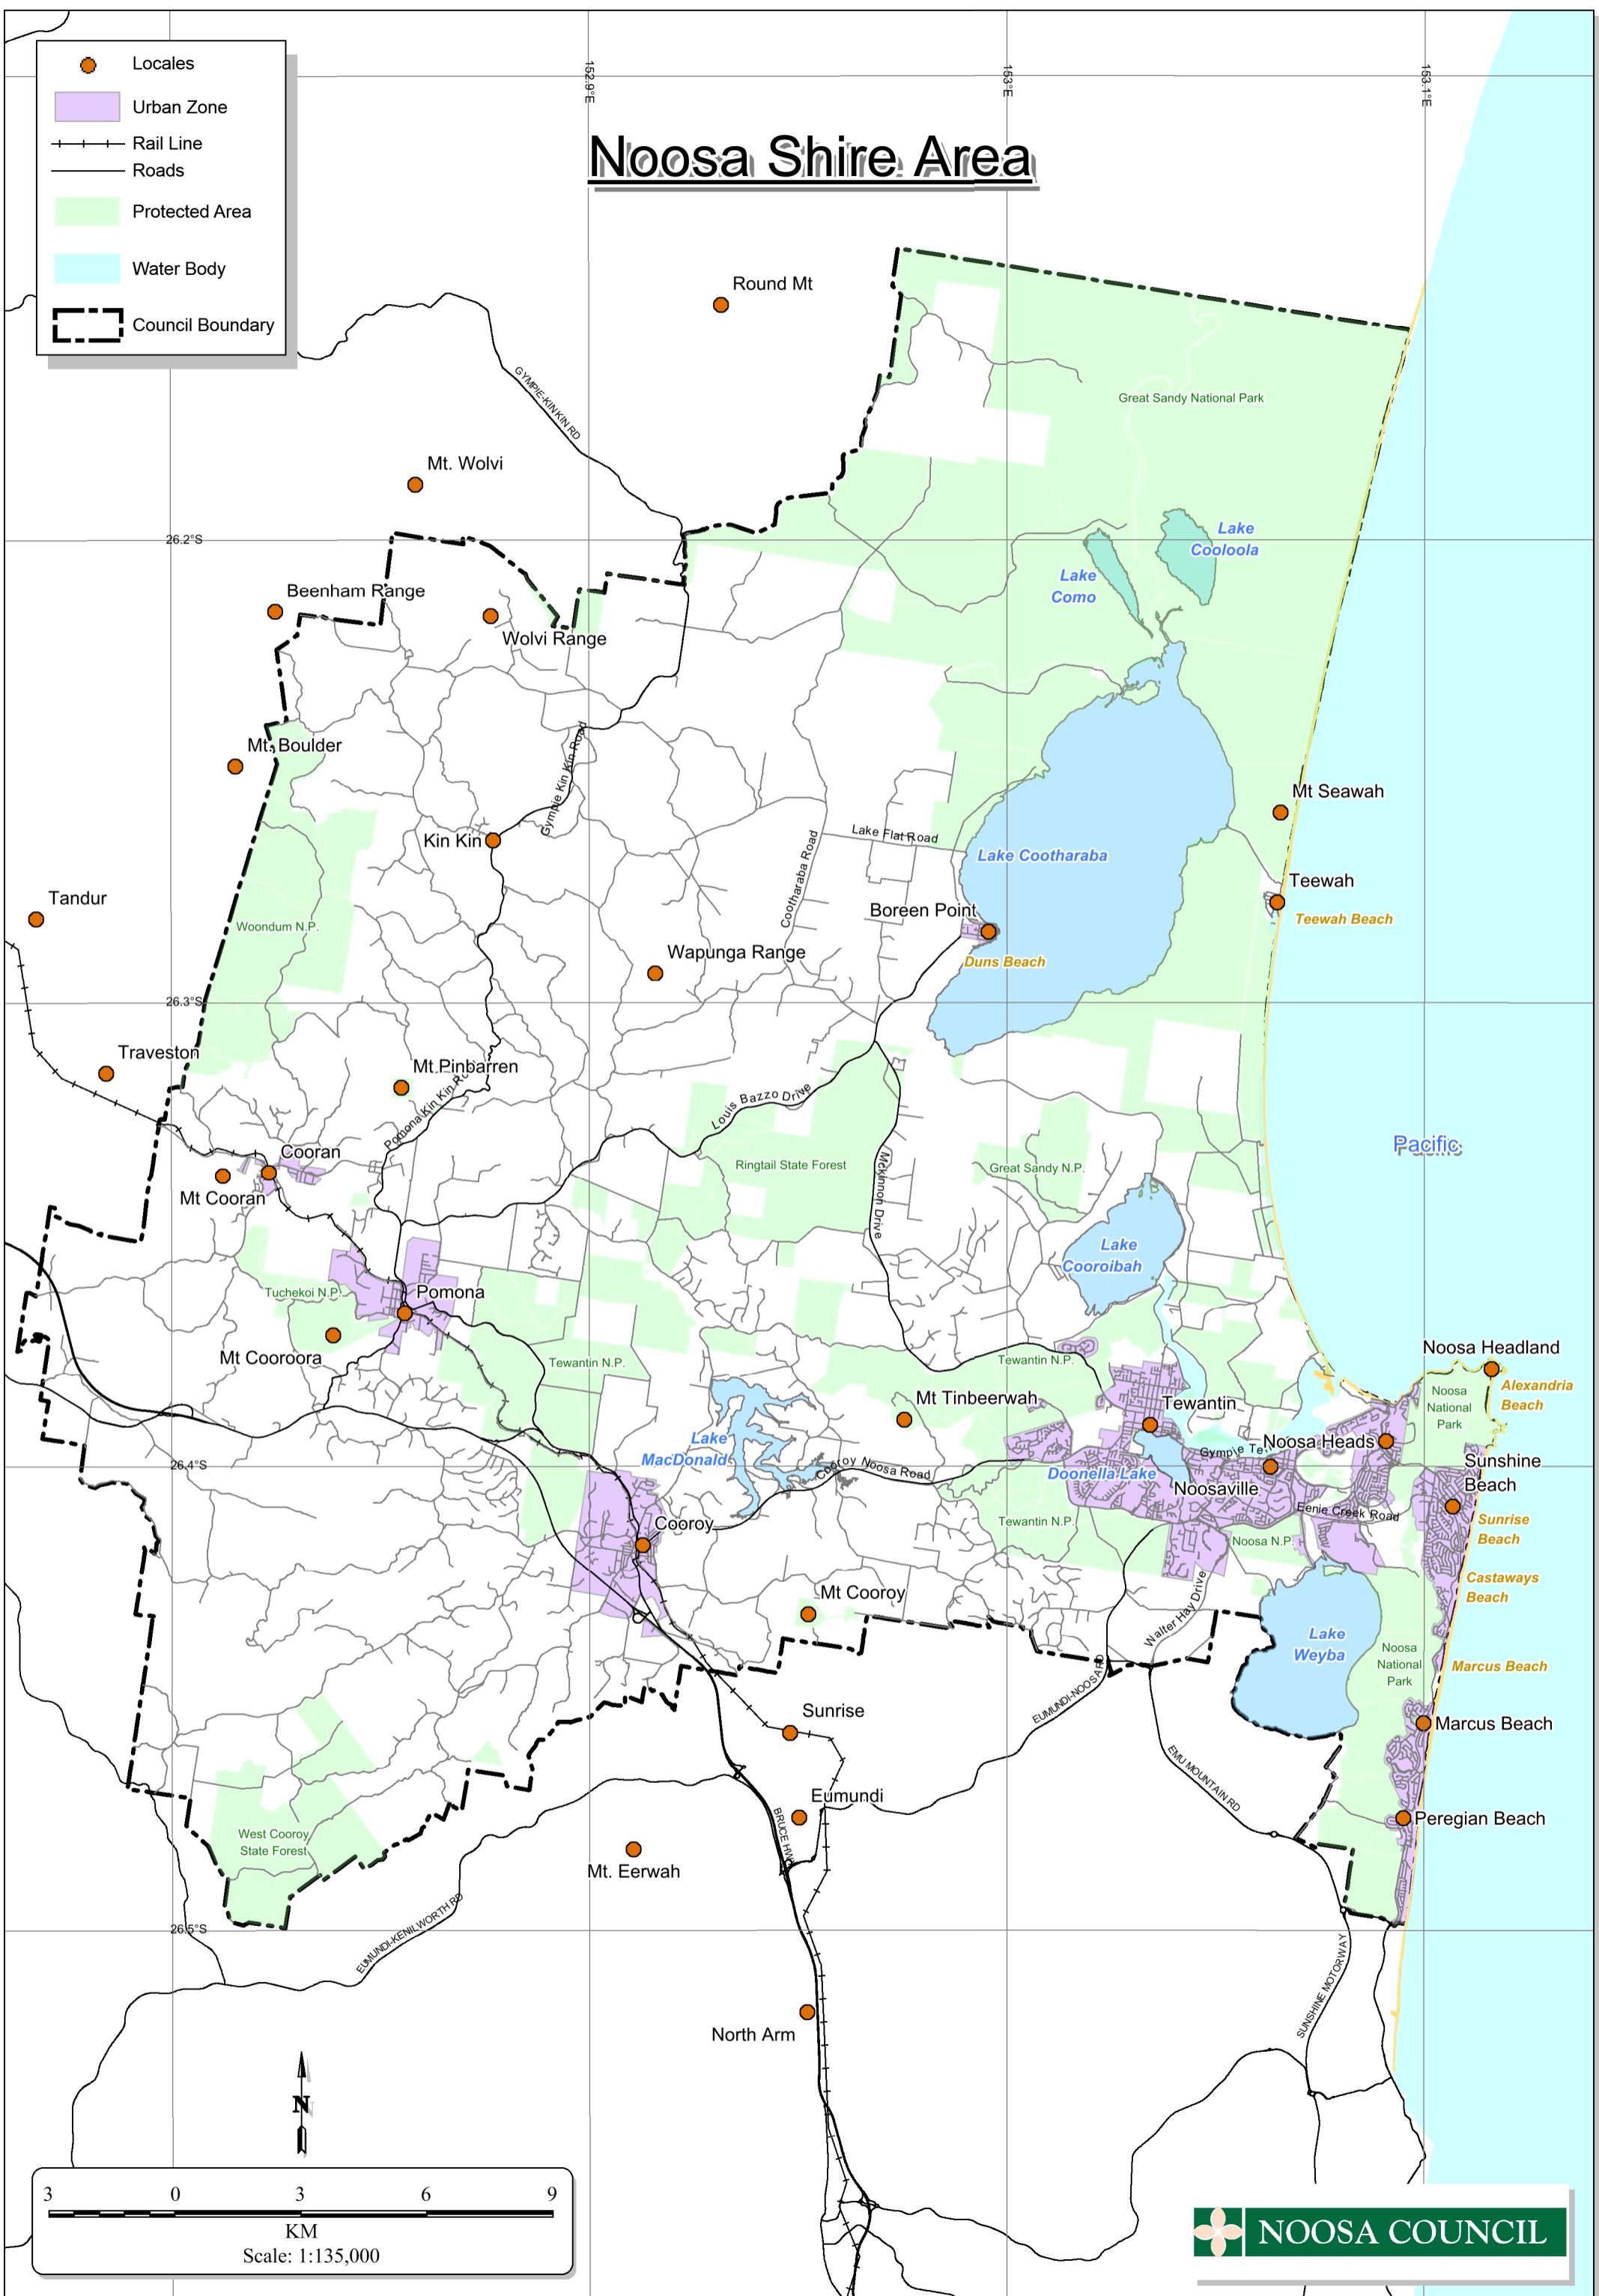 Locales
Urban Zone
Rail Line
Roads
Protected Area
Water Body
Council Boundary
152.9°E
153°E
153.1°E
Noosa Shire Area
Round Mt
GYMPIE-KIN KIN RD
Great Sandy National Park
Mt. Wolvi
26.2°S
Lake
Cooloola
Lake
Como
Beenham Range
Wolvi Range
Mt. Boulder
Gympie Kin Kin Road
Mt Seawah
Kin Kin
Lake Flat Road
Cootharaba Road
Lake Cootharaba
Teewah
Teewah Beach
Tandur
Boreen Point
Woondum N.P.
Wapunga Range
Duns Beach
26.3°S
Traveston
Mt Pinbarren
Pomona Kin Kin Ro
Louis Bazzo Drive
Pacific
Cooran
Mt Cooran
Ringtail State Forest
Mckinnon Drive
Great Sandy N.P.
Lake
Cooroibah
Tuchekoi N.P.
Pomona
Mt Cooroora
Tewantin N.P.
Tewantin N.P.
Noosa Headland
Alexandria
Beach
Noosa
National
Park
Mt Tinbeerwah
Tewantin
Lake
MacDonald
Cooroy Noosa Road
Gympie Te
Noosa Heads
26.4°S
Doonella Lake
Noosaville
Sunshine
Beach
Eenie Creek Road
Sunrise
Beach
Cooroy
Tewantin N.P.
Noosa N.P.
Castaways
Beach
Mt Cooroy
Walter Hay Drive
Lake
Weyba
Noosa
National
Park
Marcus Beach
EUMUNDI-NOOSA RD
Sunrise
Marcus Beach
EMU MOUNTAIN RD
Eumundi
BRUCE HWY
Peregian Beach
West Cooroy
State Forest
Mt. Eerwah
EUMUNDI-KENILWORTH RD
26.5°S
SUNSHINE MOTORWAY
North Arm
N
3 0 3 6 9
KM
Scale: 1:135,000
NOOSA COUNCIL